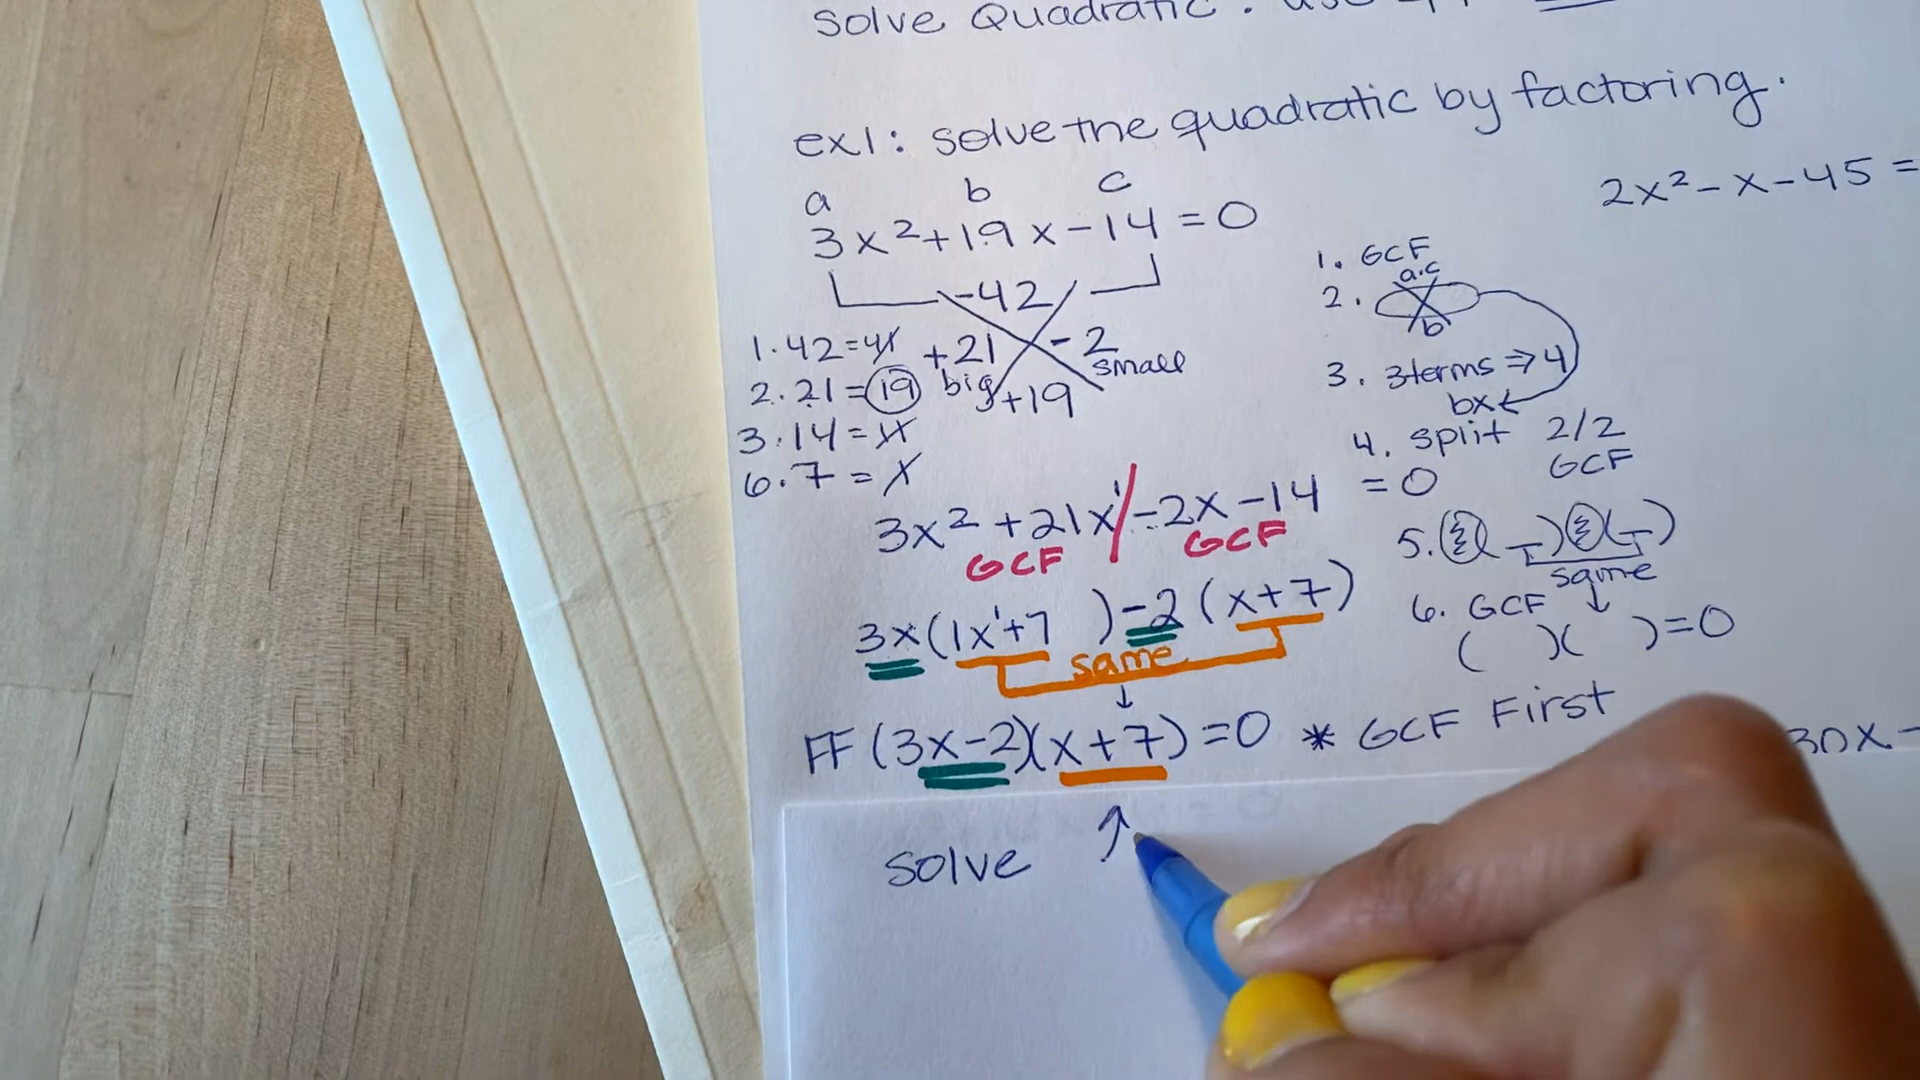 Solve Quadratic :
ex1: solve the quadratic by factoring.
a b c
3x²+19x-14=0
-42
1·42=41
2·21=19
3·14=11
6·7=1
+21 -2
big small
+19
3x²+21x-2x-14 =0
GCF GCF
3x(1x'+7 )-2(x+7)
same
↓
FF (3x-2)(x+7)=0 * GCF First
solve ↑
2x²-x-45=
1. GCF
2. a·c
b
3. 3terms ⇒ 4
bx
4. split 2/2
GCF
5. ( _ ) ( _ )
same
6. GCF ↓
( )( )=0
30x-